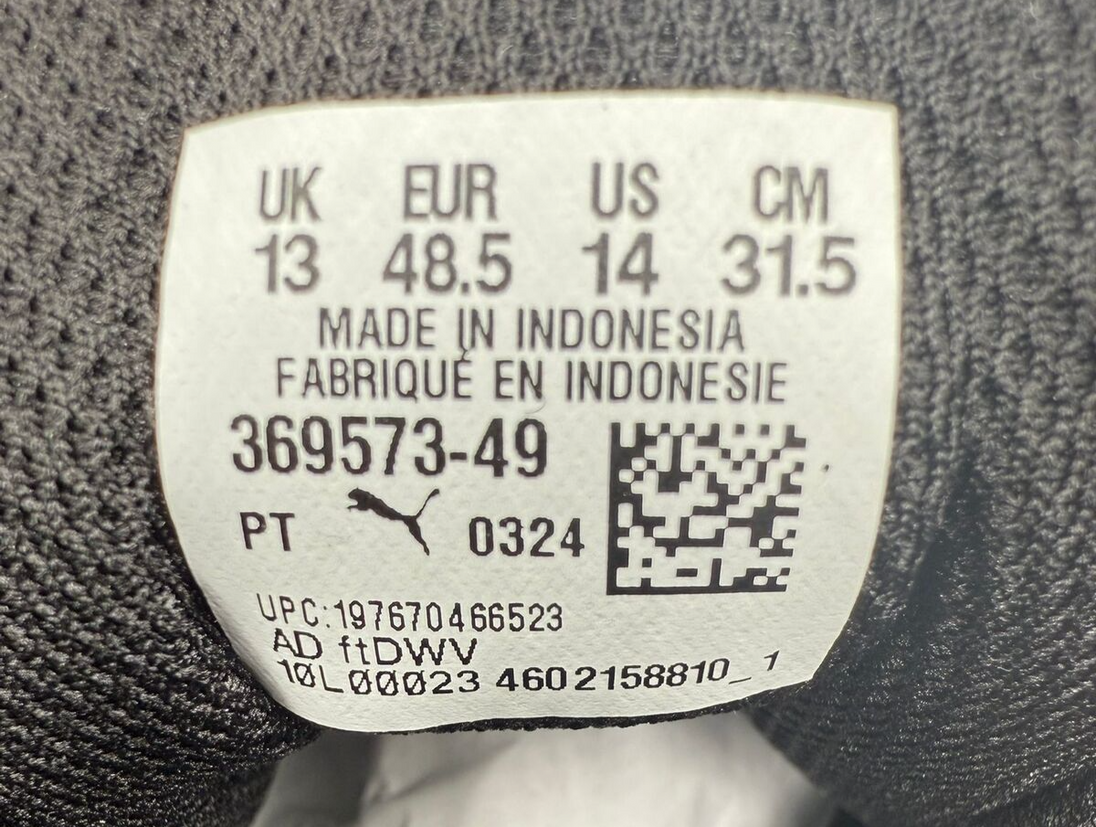 UK EUR US CM
13 48.5 14 31.5
MADE IN INDONESIA
FABRIQUÉ EN INDONESIE
369573-49
PT 0324
UPC:197670466523
AD ftDWV
10L00023 4602158810_1